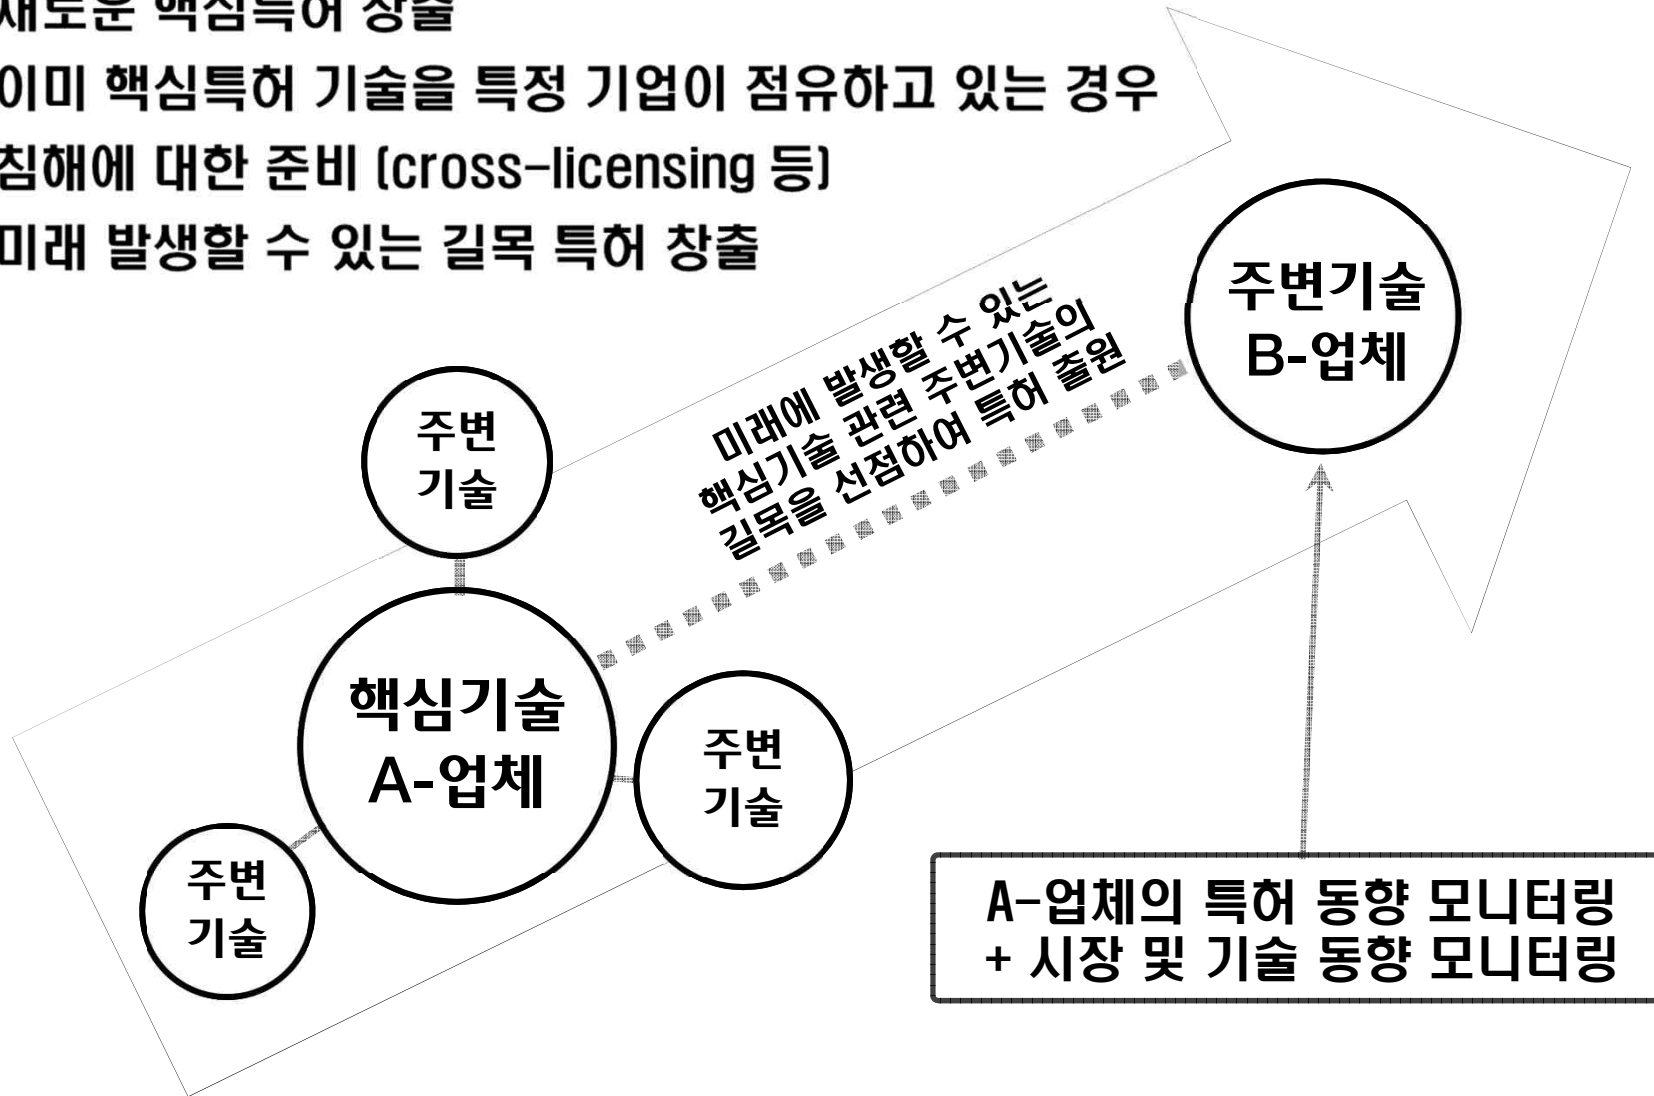 새로운 핵심특허 창출
이미 핵심특허 기술을 특정 기업이 점유하고 있는 경우
침해에 대한 준비 (cross-licensing 등)
미래 발생할 수 있는 길목 특허 창출
미래에 발생할 수 있는
핵심기술 관련 주변기술의
길목을 선점하여 특허 출원
주변기술
B-업체
주변
기술
핵심기술
A-업체
주변
기술
주변
기술
A-업체의 특허 동향 모니터링
+ 시장 및 기술 동향 모니터링